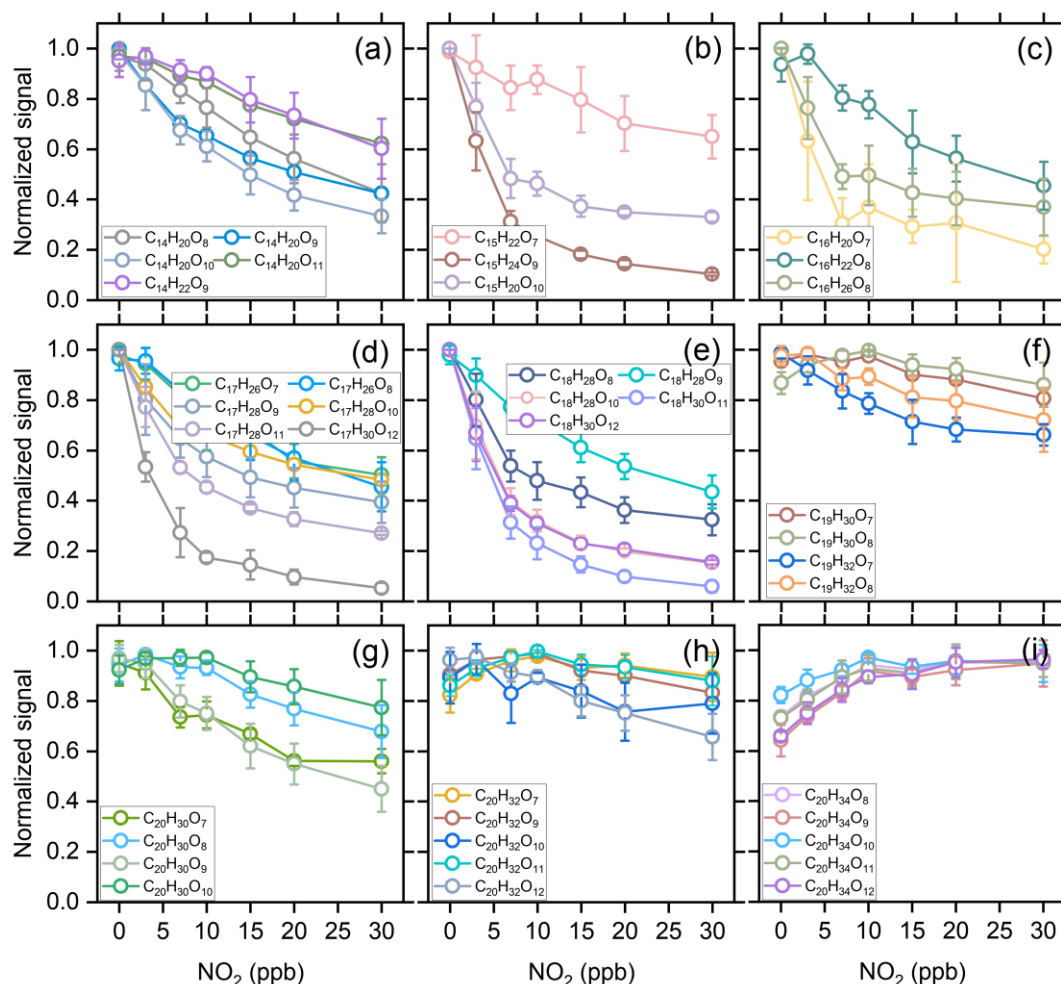 (a)
(b)
(c)
Normalized signal
1.0
0.8
0.6
0.4
0.2
0.0
C₁₄H₂₀O₈ C₁₄H₂₀O₉
C₁₄H₂₀O₁₀ C₁₄H₂₀O₁₁
C₁₄H₂₂O₉
C₁₅H₂₂O₇
C₁₅H₂₄O₉
C₁₅H₂₀O₁₀
C₁₆H₂₀O₇
C₁₆H₂₂O₈
C₁₆H₂₆O₈
(d)
(e)
(f)
Normalized signal
1.0
0.8
0.6
0.4
0.2
0.0
C₁₇H₂₆O₇ C₁₇H₂₆O₈
C₁₇H₂₈O₉ C₁₇H₂₈O₁₀
C₁₇H₂₈O₁₁ C₁₇H₃₀O₁₂
C₁₈H₂₈O₈ C₁₈H₂₈O₉
C₁₈H₂₈O₁₀ C₁₈H₃₀O₁₁
C₁₈H₃₀O₁₂
C₁₉H₃₀O₇
C₁₉H₃₀O₈
C₁₉H₃₂O₇
C₁₉H₃₂O₈
(g)
(h)
(i)
Normalized signal
1.0
0.8
0.6
0.4
0.2
0.0
C₂₀H₃₀O₇
C₂₀H₃₀O₈
C₂₀H₃₀O₉
C₂₀H₃₀O₁₀
C₂₀H₃₂O₇
C₂₀H₃₂O₉
C₂₀H₃₂O₁₀
C₂₀H₃₂O₁₁
C₂₀H₃₂O₁₂
C₂₀H₃₄O₈
C₂₀H₃₄O₉
C₂₀H₃₄O₁₀
C₂₀H₃₄O₁₁
C₂₀H₃₄O₁₂
0 5 10 15 20 25 30
0 5 10 15 20 25 30
0 5 10 15 20 25 30
NO₂ (ppb)
NO₂ (ppb)
NO₂ (ppb)